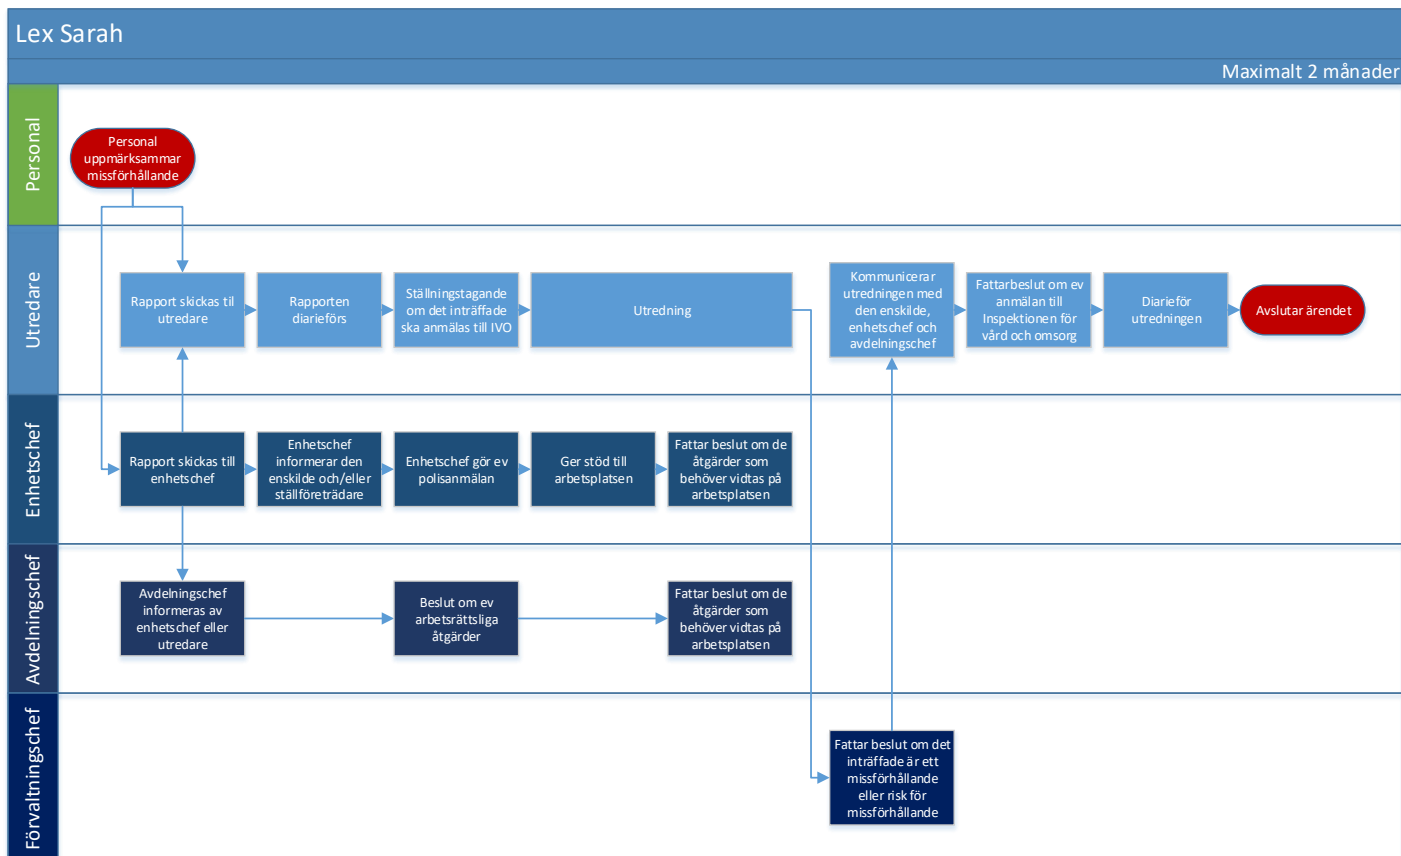 Lex Sarah
Maximalt 2 månader
Personal
Personal
uppmärksammar
missförhållande
Utredare
Rapport skickas til
utredare
Rapporten
diarieförs
Ställningstagande
om det inträffade
ska anmälas till IVO
Utredning
Kommunicerar
utredningen med
den enskilde,
enhetschef och
avdelningschef
Fattarbeslut om ev
anmälan till
Inspektionen för
vård och omsorg
Diarieför
utredningen
Avslutar ärendet
Enhetschef
Rapport skickas till
enhetschef
Enhetschef
informerar den
enskilde och/eller
ställföreträdare
Enhetschef gör ev
polisanmälan
Ger stöd till
arbetsplatsen
Fattar beslut om de
åtgärder som
behöver vidtas på
arbetsplatsen
Avdelningschef
Avdelningschef
informeras av
enhetschef eller
utredare
Beslut om ev
arbetsrättsliga
åtgärder
Fattar beslut om de
åtgärder som
behöver vidtas på
arbetsplatsen
Förvaltningschef
Fattar beslut om det
inträffade är ett
missförhållande
eller risk för
missförhållande